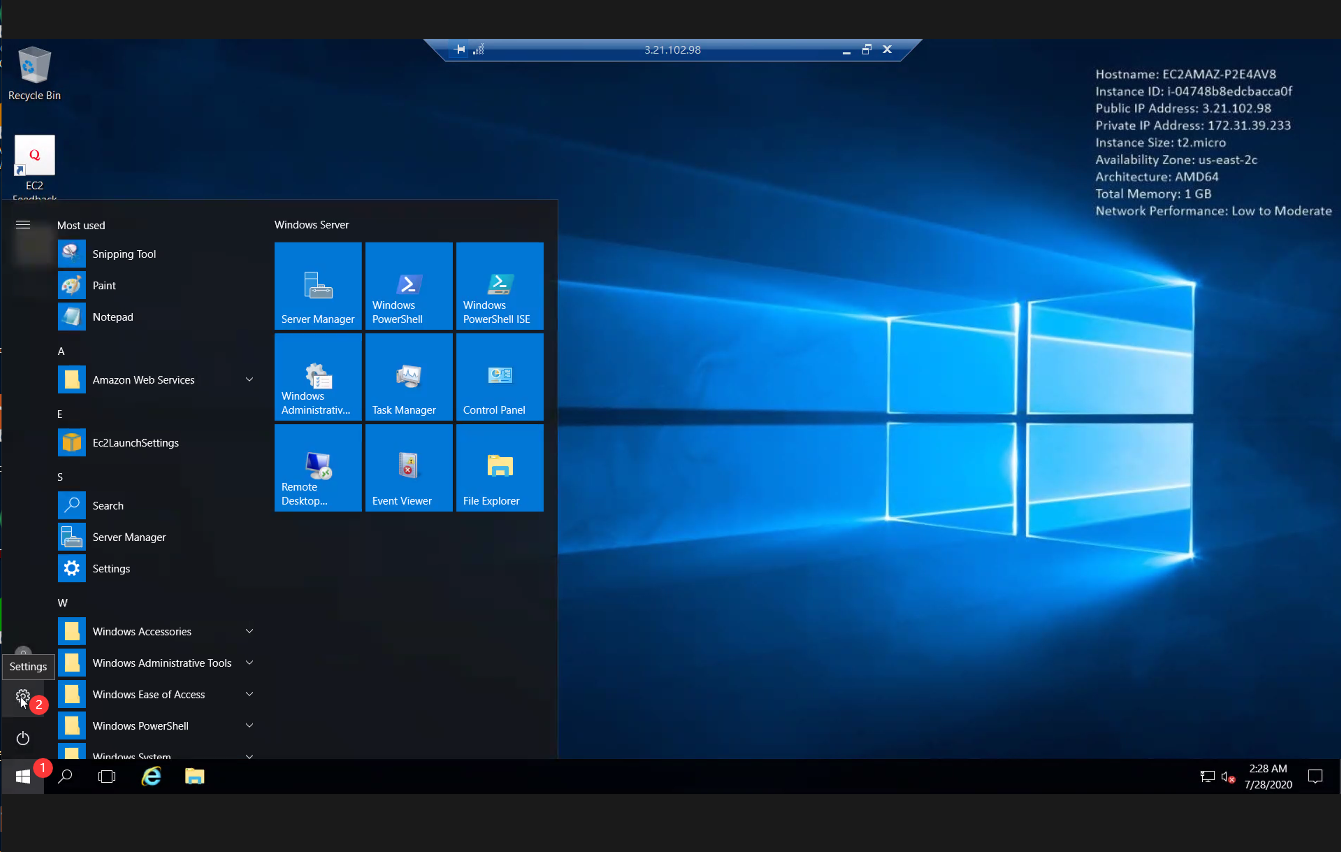 3.21.102.98
Recycle Bin
Q
EC2
Feedback
Hostname: EC2AMAZ-P2E4AV8
Instance ID: i-04748b8edcbacca0f
Public IP Address: 3.21.102.98
Private IP Address: 172.31.39.233
Instance Size: t2.micro
Availability Zone: us-east-2c
Architecture: AMD64
Total Memory: 1 GB
Network Performance: Low to Moderate
Most used
Snipping Tool
Paint
Notepad
A
Amazon Web Services
E
Ec2LaunchSettings
S
Search
Server Manager
Settings
W
Windows Accessories
Windows Administrative Tools
Windows Ease of Access
Windows PowerShell
Windows System
Windows Server
Server Manager
Windows
PowerShell
Windows
PowerShell ISE
Windows
Administrativ...
Task Manager
Control Panel
Remote
Desktop...
Event Viewer
File Explorer
Settings
2
1
2:28 AM
7/28/2020